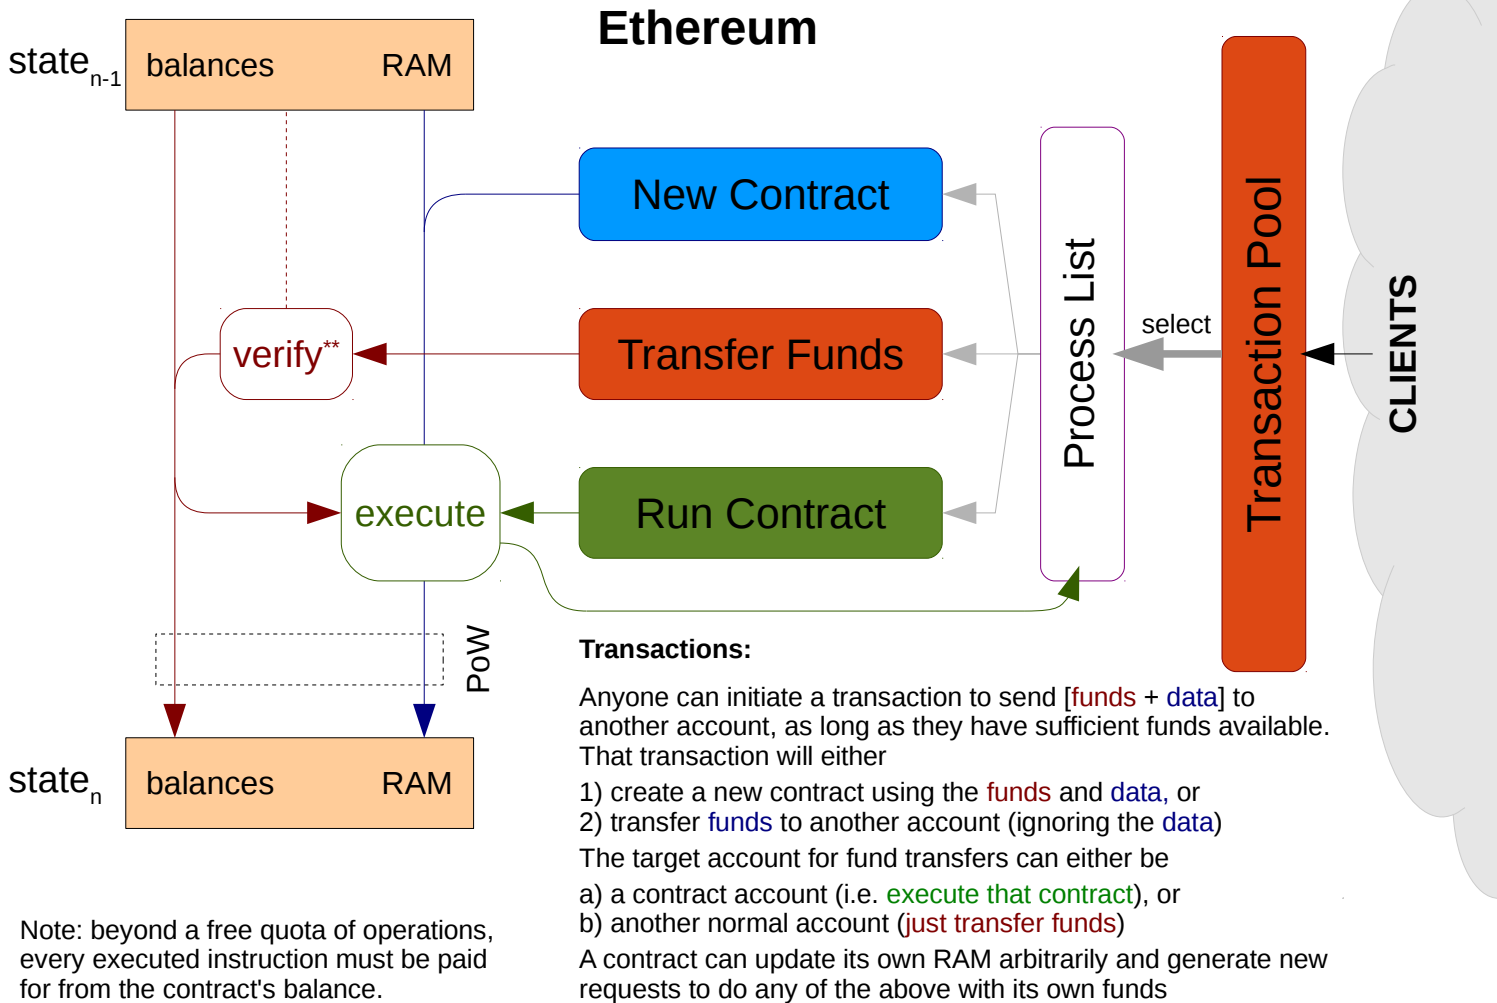 Ethereum
state n-1
balances RAM
New Contract
verify**
Transfer Funds
execute
Run Contract
Process List
select
Transaction Pool
CLIENTS
PoW
state n
balances RAM
Transactions:
Anyone can initiate a transaction to send [funds + data] to
another account, as long as they have sufficient funds available.
That transaction will either
1) create a new contract using the funds and data, or
2) transfer funds to another account (ignoring the data)
The target account for fund transfers can either be
a) a contract account (i.e. execute that contract), or
b) another normal account (just transfer funds)
A contract can update its own RAM arbitrarily and generate new
requests to do any of the above with its own funds
Note: beyond a free quota of operations,
every executed instruction must be paid
for from the contract's balance.